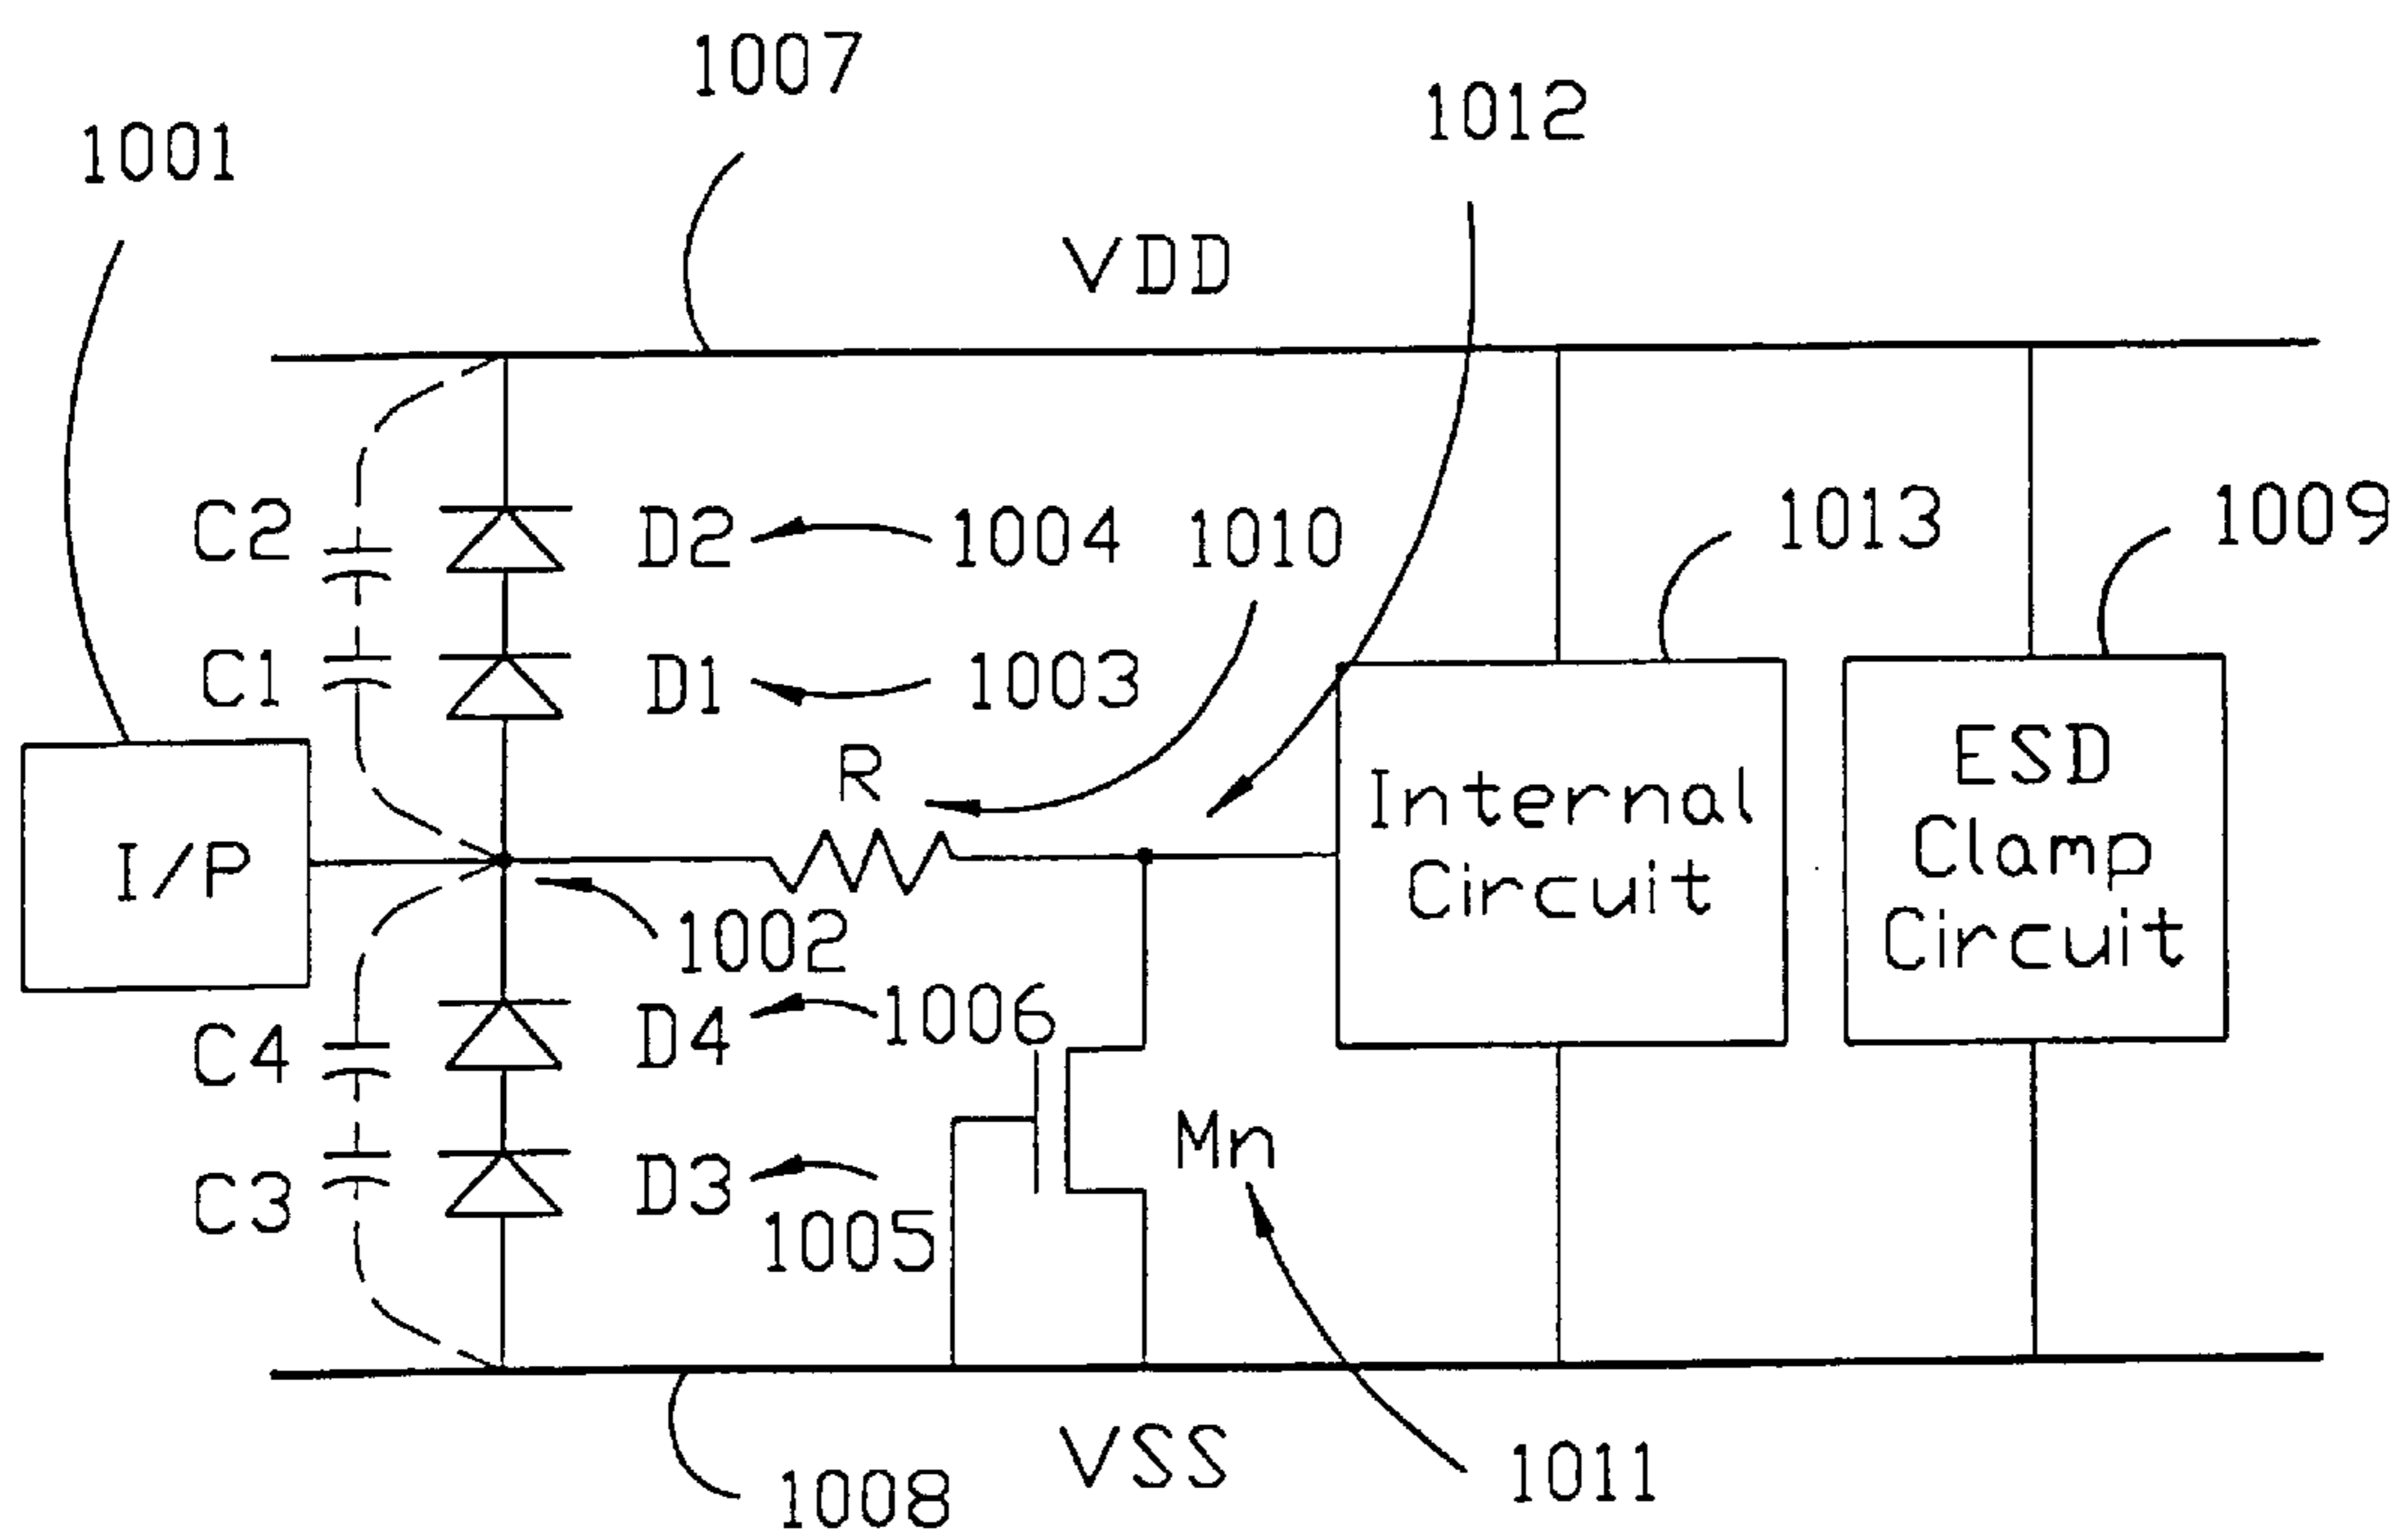 1007
1012
1001
VDD
C2
D2
1004
1010
1013
1009
C1
D1
1003
R
I/P
Internal
Circuit
ESD
Clamp
Circuit
1002
C4
D4
1006
Mn
C3
D3
1005
VSS
1008
1011